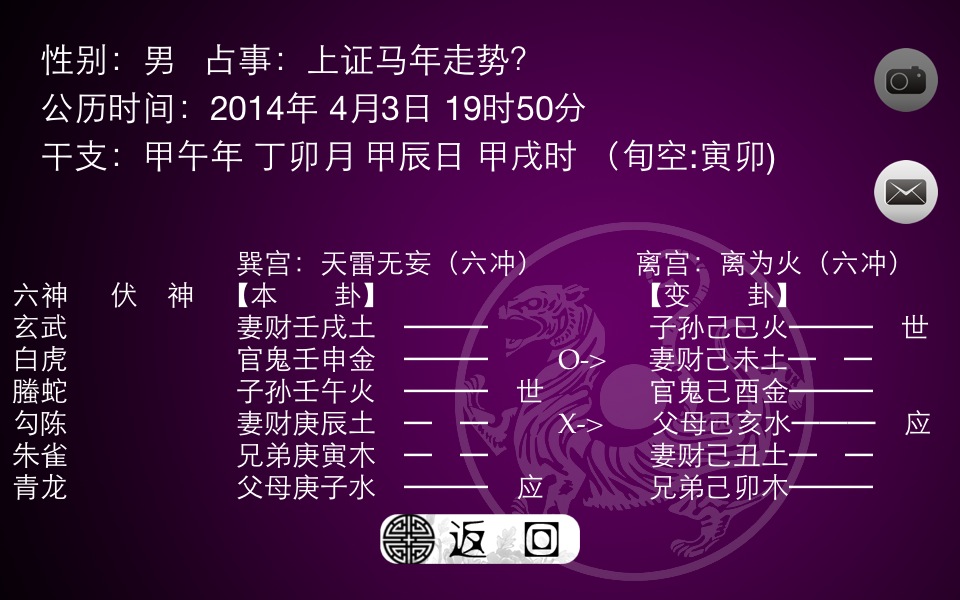 性别：男 占事：上证马年走势？
公历时间：2014年 4月3日 19时50分
干支：甲午年 丁卯月 甲辰日 甲戌时 （旬空:寅卯)
巽宫：天雷无妄（六冲） 离宫：离为火（六冲）
六神 伏 神 【本 卦】 【变 卦】
玄武 妻财壬戌土 子孙己巳火 世
白虎 官鬼壬申金 O-> 妻财己未土
螣蛇 子孙壬午火 世 官鬼己酉金
勾陈 妻财庚辰土 X-> 父母己亥水 应
朱雀 兄弟庚寅木 妻财己丑土
青龙 父母庚子水 应 兄弟己卯木
返 回